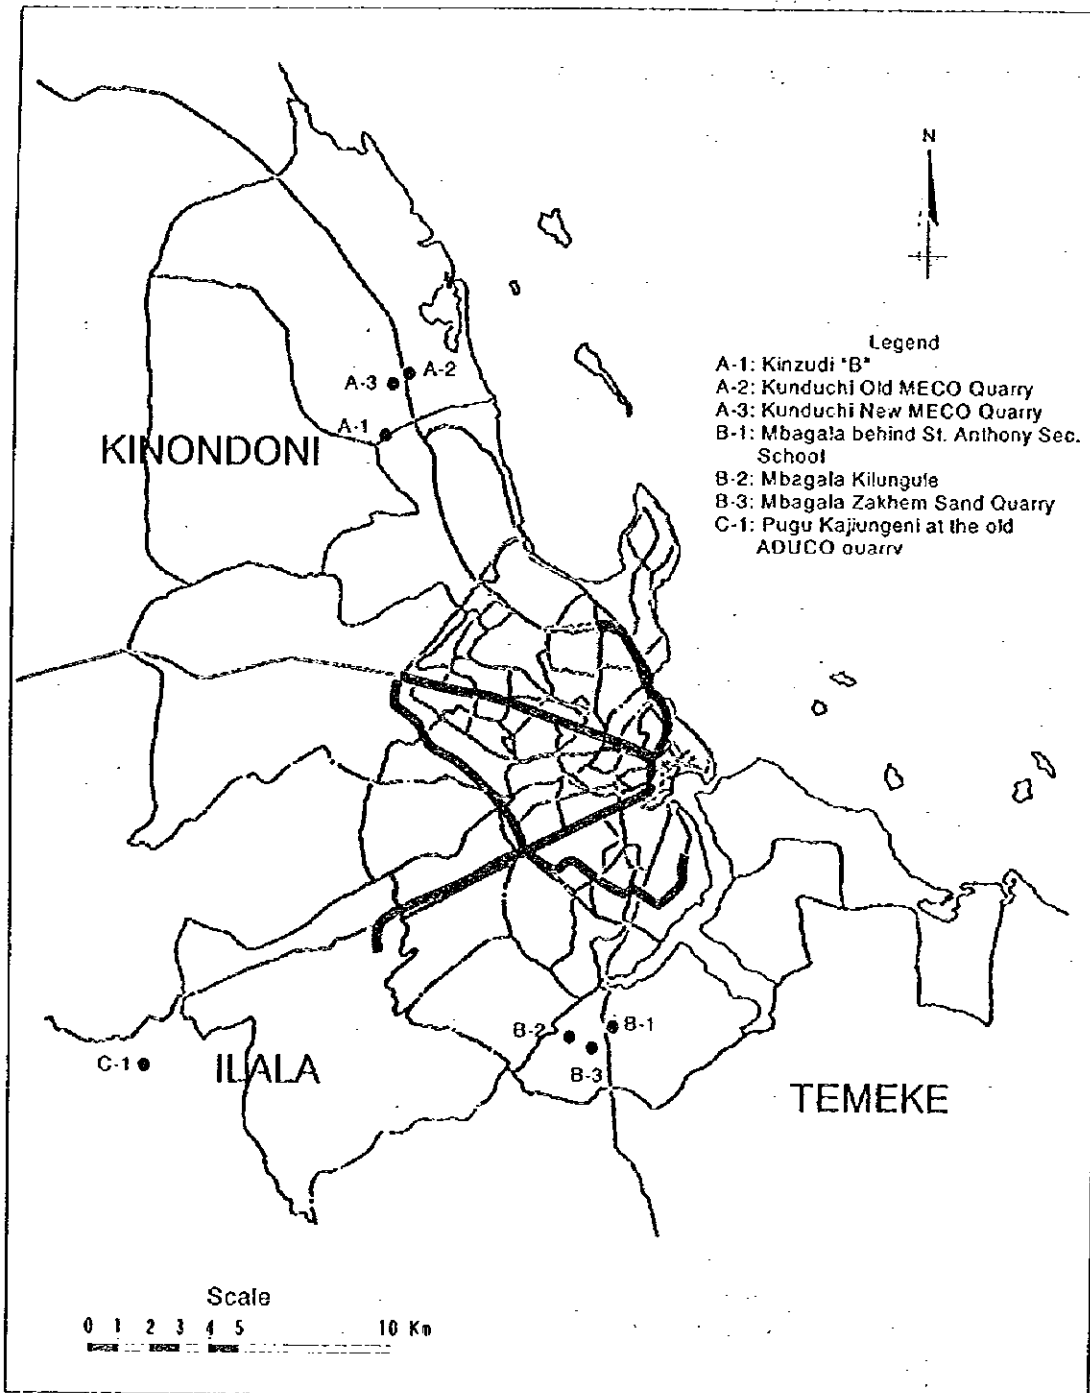 N
Legend
A-1: Kinzudi "B"
A-2: Kunduchi Old MECO Quarry
A-3: Kunduchi New MECO Quarry
B-1: Mbagala behind St. Anthony Sec.
School
B-2: Mbagala Kilungule
B-3: Mbagala Zakhem Sand Quarry
C-1: Pugu Kajiungeni at the old
ADUCO quarry
A-2
A-3
A-1
KINONDONI
B-2
B-1
B-3
C-1
ILALA
TEMEKE
Scale
0 1 2 3 4 5 10 Km